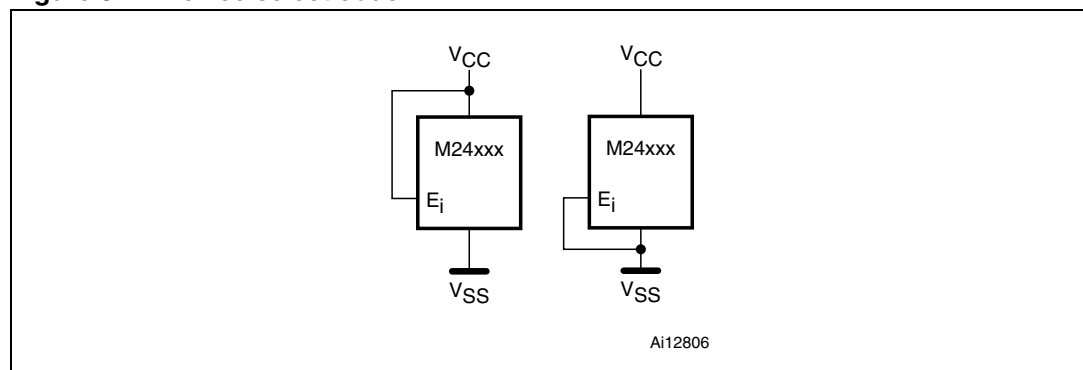 VCC VCC
M24xxx M24xxx
Ei Ei
VSS VSS
Ai12806